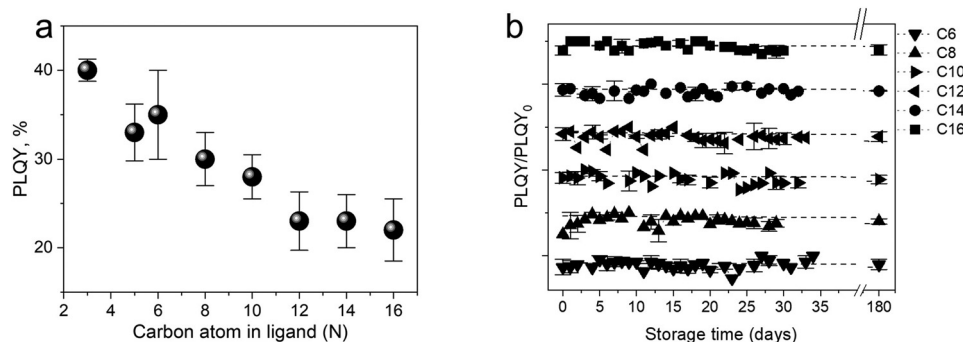 a
40
30
20
PLQY, %
2 4 6 8 10 12 14 16
Carbon atom in ligand (N)
b
PLQY/PLQY₀
0 5 10 15 20 25 30 35 180
Storage time (days)
C6
C8
C10
C12
C14
C16